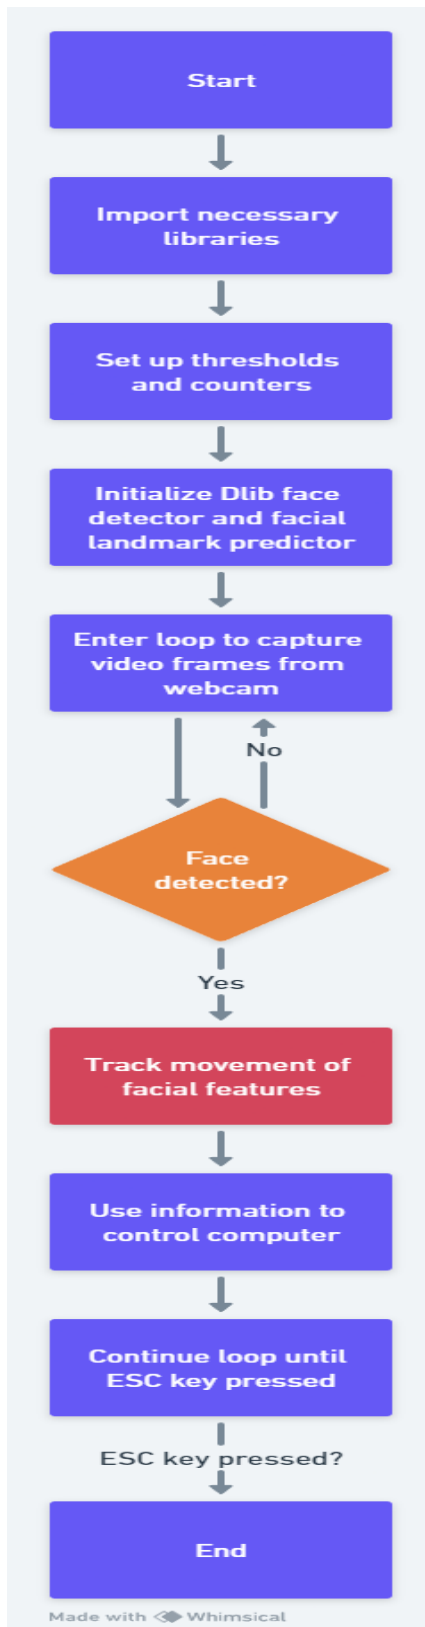 Start
Import necessary
libraries
Set up thresholds
and counters
Initialize Dlib face
detector and facial
landmark predictor
Enter loop to capture
video frames from
webcam
No
Face
detected?
Yes
Track movement of
facial features
Use information to
control computer
Continue loop until
ESC key pressed
ESC key pressed?
End
Made with Whimsical